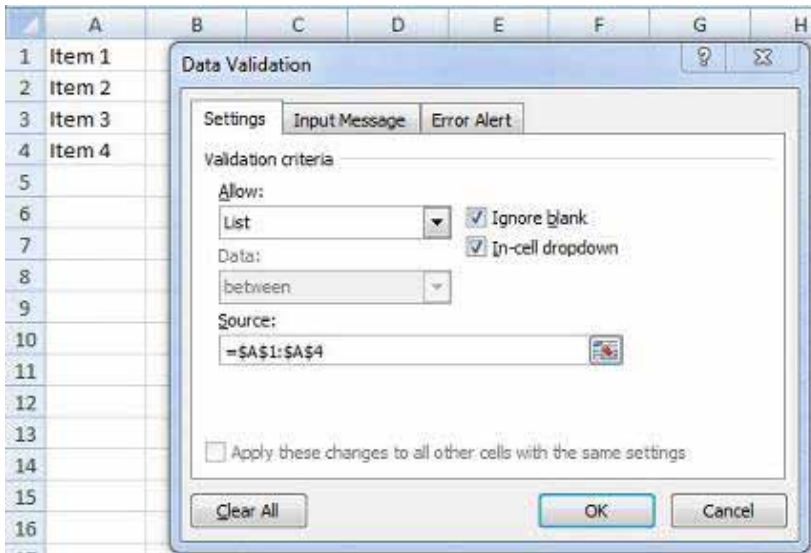 A B C D E F G H
1 Item 1
2 Item 2
3 Item 3
4 Item 4
5
6
7
8
9
10
11
12
13
14
15
16
Data Validation
Settings Input Message Error Alert
Validation criteria
Allow:
List
Ignore blank
In-cell dropdown
Data:
between
Source:
=$A$1:$A$4
Apply these changes to all other cells with the same settings
Clear All OK Cancel